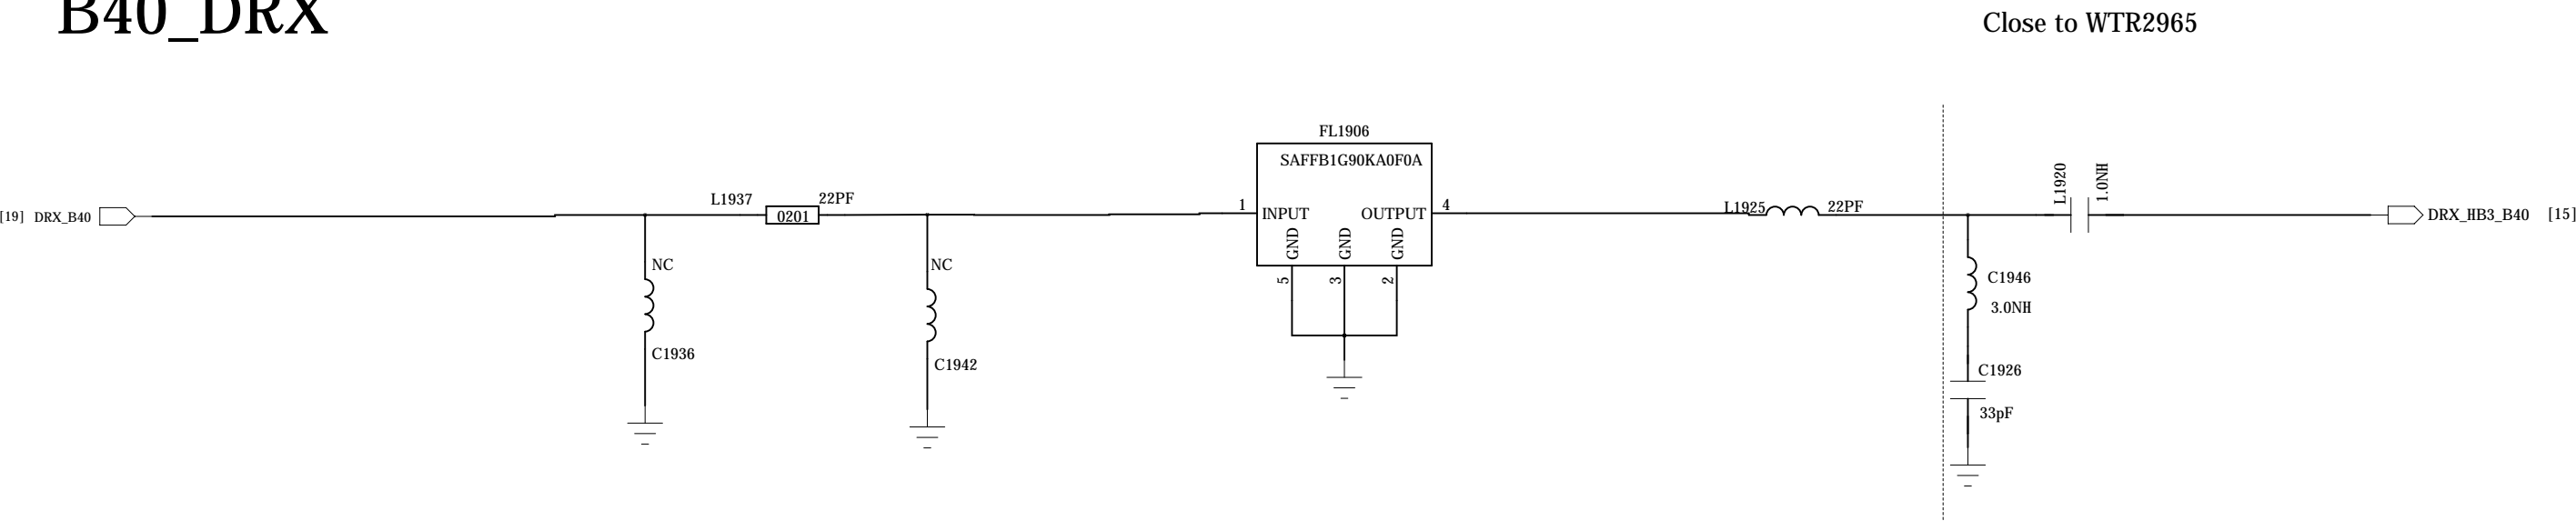 B40_DRX
Close to WTR2965
FL1906
SAFFB1G90KA0F0A
L1920
1.0NH
L1937
22PF
[19] DRX_B40
0201
1
INPUT
OUTPUT
4
L1925
22PF
DRX_HB3_B40 [15]
GND
GND
GND
5
3
2
NC
NC
C1946
3.0NH
C1936
C1942
C1926
33pF